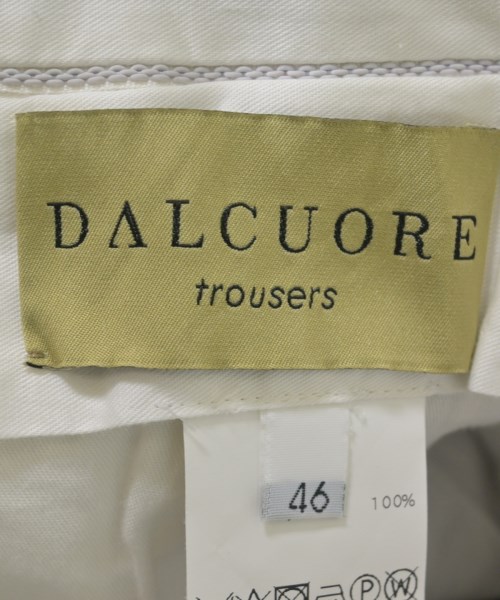 DALCUORE
trousers
46
100%
P W